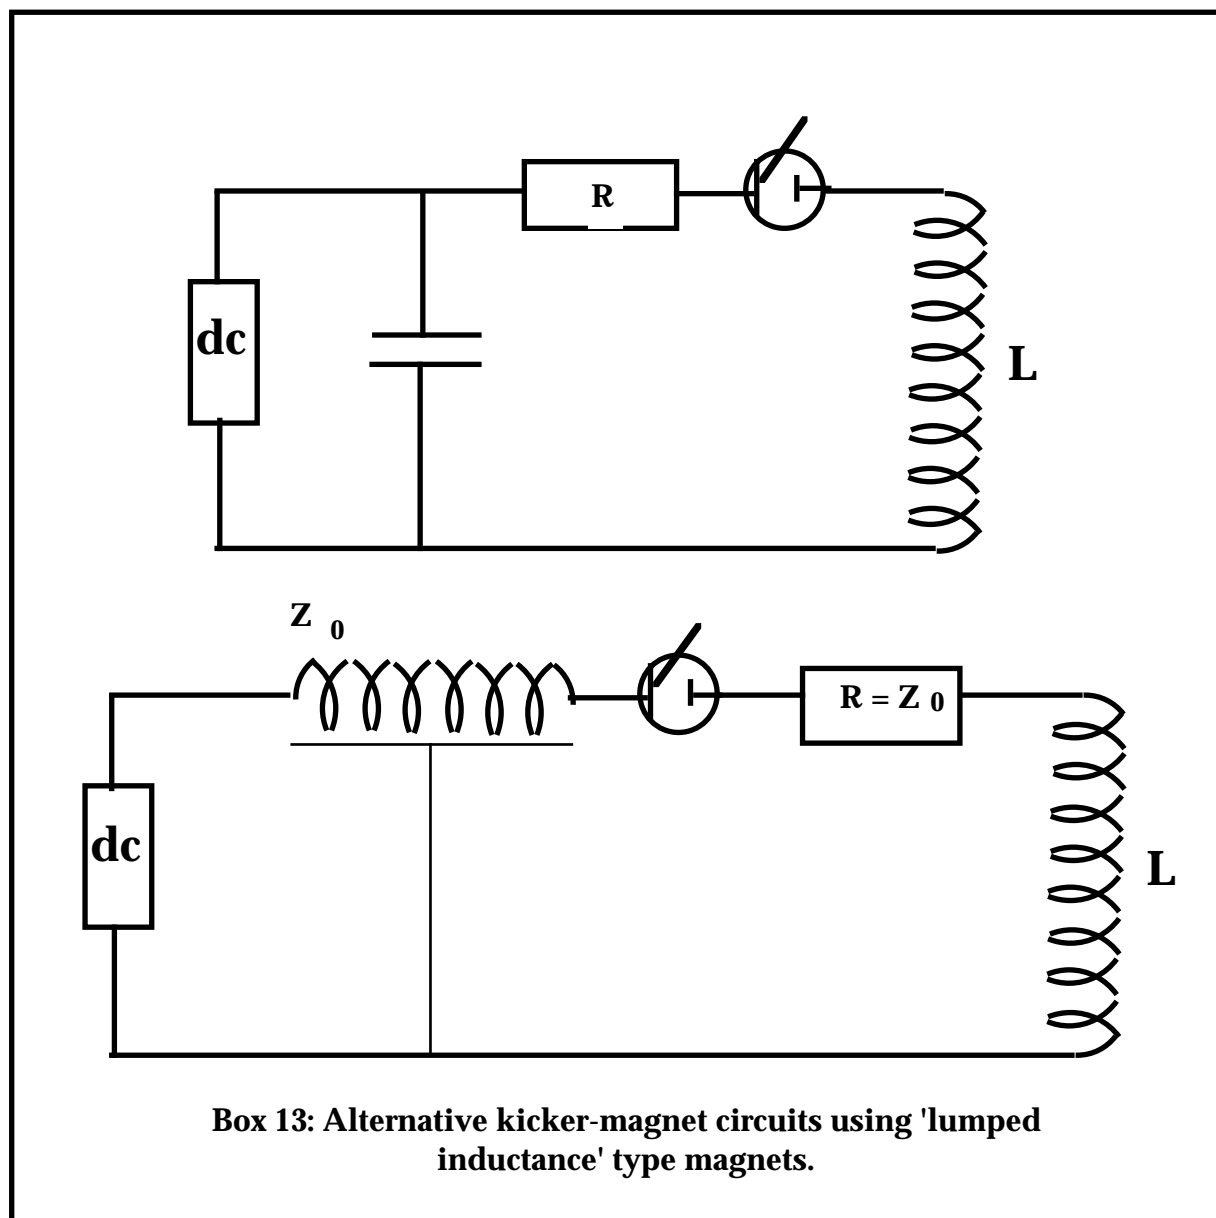 R
dc
L
Z 0
R = Z 0
dc
L
Box 13: Alternative kicker-magnet circuits using 'lumped
inductance' type magnets.